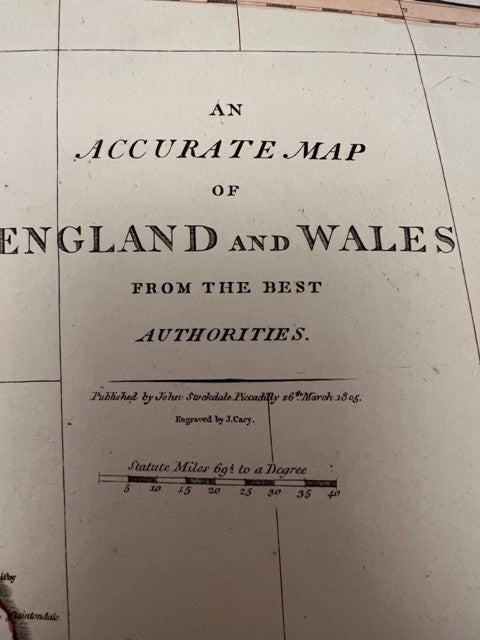 AN
ACCURATE MAP
OF
ENGLAND AND WALES
FROM THE BEST
AUTHORITIES.
Published by John Stockdale Piccadilly 26th March 1805.
Engraved by J. Cary.
Statute Miles 69½ to a Degree
5 10 15 20 25 30 35 40